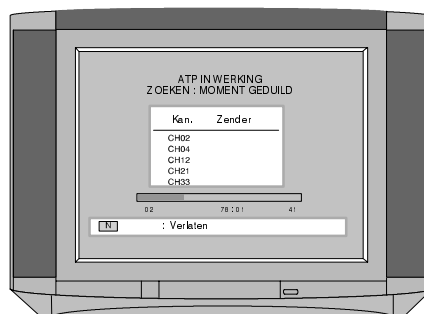 ATP IN WERKING
ZOEKEN : MOMENT GEDUILD
Kan. Zender
CH02
CH04
CH12
CH21
CH33
02 78 : 01 41
N : Verlaten